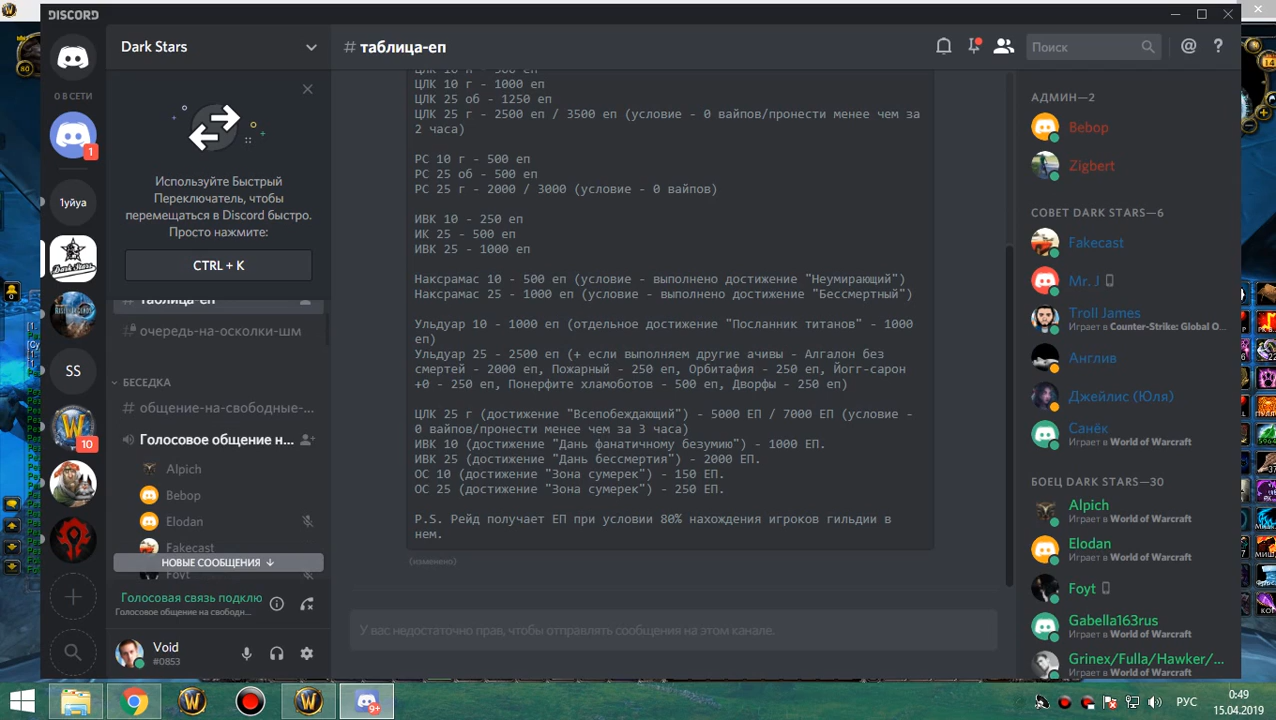 DISCORD
0 В СЕТИ
1
1уйуа
SS
10
Dark Stars
Используйте Быстрый
Переключатель, чтобы
перемещаться в Discord быстро.
Просто нажмите:
CTRL + K
таблица-еп
очередь-на-осколки-шм
БЕСЕДКА
# общение-на-свободные-...
Голосовое общение н...
Alpich
Bebop
Elodan
Fakecast
НОВЫЕ СООБЩЕНИЯ ↓
Foyt
Голосовая связь подклю
Голосовое общение на свободн...
Void
#0853
# таблица-еп
Поиск
@ ?
ЦЛК 10 г - 1000 еп
ЦЛК 25 об - 1250 еп
ЦЛК 25 г - 2500 еп / 3500 еп (условие - 0 вайпов/пронести менее чем за
2 часа)
РС 10 г - 500 еп
РС 25 об - 500 еп
РС 25 г - 2000 / 3000 (условие - 0 вайпов)
ИВК 10 - 250 еп
ИК 25 - 500 еп
ИВК 25 - 1000 еп
Наксрамас 10 - 500 еп (условие - выполнено достижение "Неумирающий")
Наксрамас 25 - 1000 еп (условие - выполнено достижение "Бессмертный")
Ульдуар 10 - 1000 еп (отдельное достижение "Посланник титанов" - 1000
еп)
Ульдуар 25 - 2500 еп (+ если выполняем другие ачивы - Алгалон без
смертей - 2000 еп, Пожарный - 250 еп, Орбитафия - 250 еп, Йогг-сарон
+0 - 250 еп, Понерфите хламоботов - 500 еп, Дворфы - 250 еп)
ЦЛК 25 г (достижение "Всепобеждающий") - 5000 ЕП / 7000 ЕП (условие -
0 вайпов/пронести менее чем за 3 часа)
ИВК 10 (достижение "Дань фанатичному безумию") - 1000 ЕП.
ИВК 25 (достижение "Дань бессмертия") - 2000 ЕП.
ОС 10 (достижение "Зона сумерек") - 150 ЕП.
ОС 25 (достижение "Зона сумерек") - 250 ЕП.
P.S. Рейд получает ЕП при условии 80% нахождения игроков гильдии в
нем.
(изменено)
У вас недостаточно прав, чтобы отправлять сообщения на этом канале.
АДМИН—2
Bebop
Zigbert
СОВЕТ DARK STARS—6
Fakecast
Mr. J
Troll James
Играет в Counter-Strike: Global O...
Англив
Джейлис (Юля)
Санёк
Играет в World of Warcraft
БОЕЦ DARK STARS—30
Alpich
Играет в World of Warcraft
Elodan
Играет в World of Warcraft
Foyt
Gabella163rus
Играет в World of Warcraft
Grinex/Fulla/Hawker/...
Играет в World of Warcraft
9+
РУС
0:49
15.04.2019